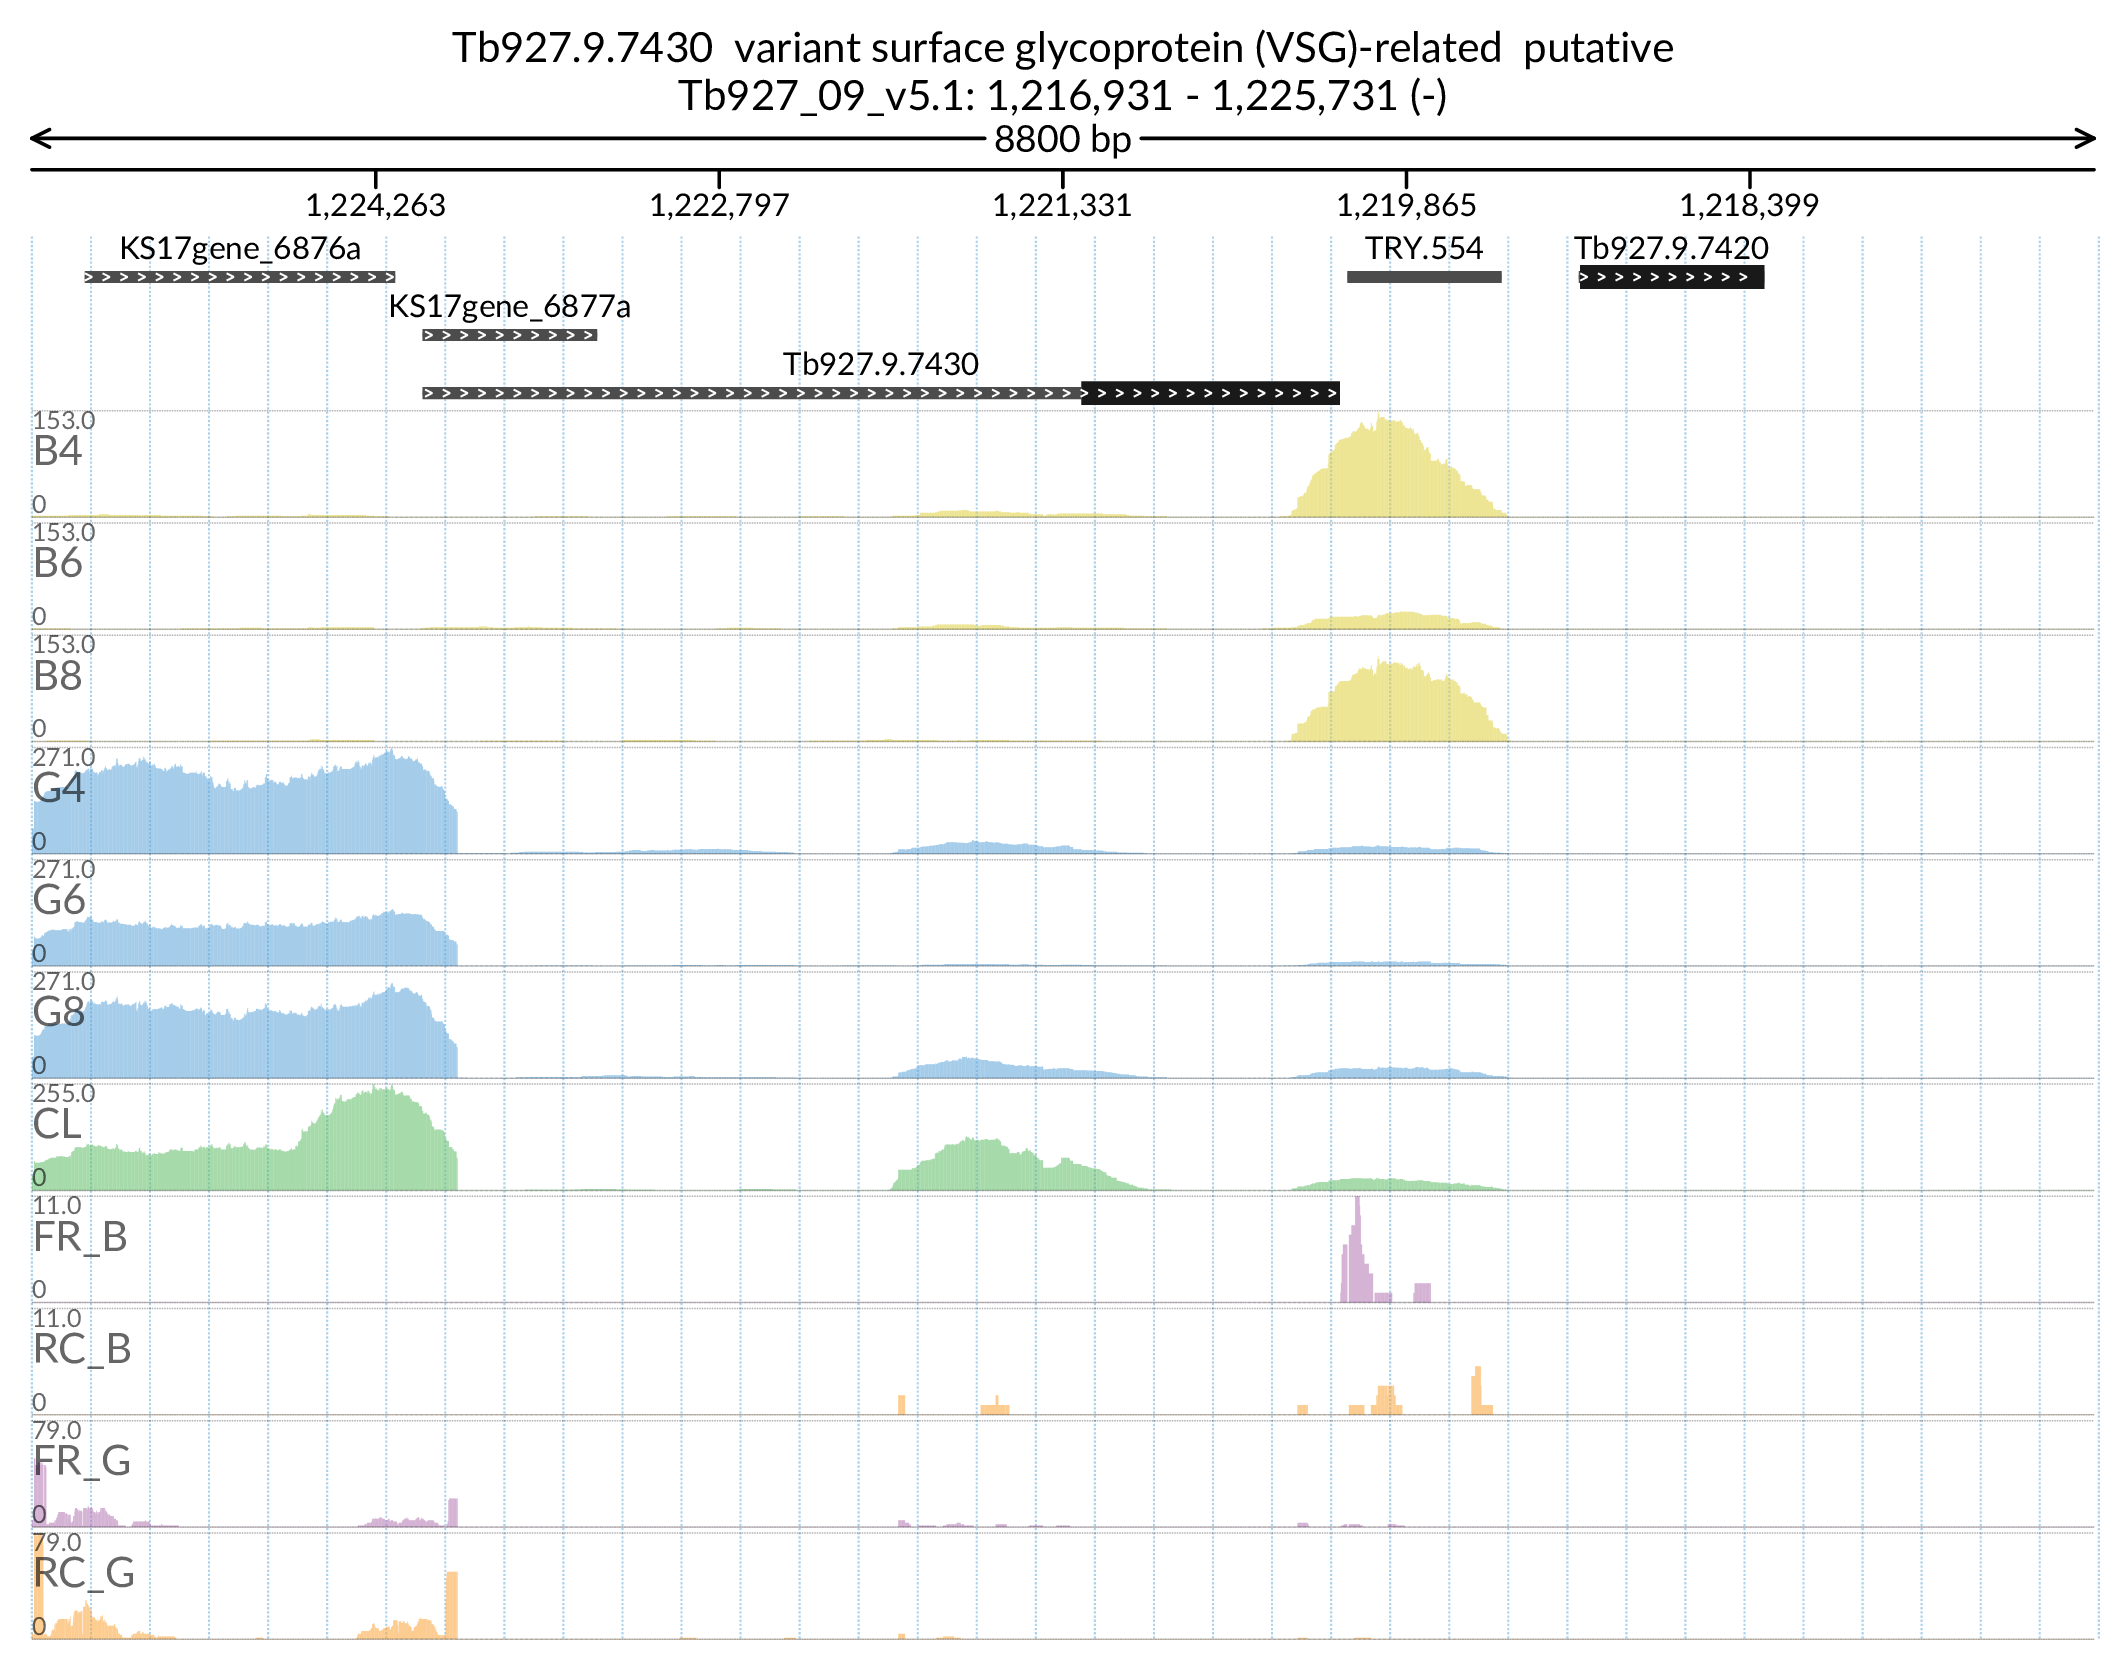 Tb927.9.7430  variant surface glycoprotein (VSG)-related  putative
Tb927_09_v5.1: 1,216,931 - 1,225,731 (-)
8800 bp
1,224,263 1,222,797 1,221,331 1,219,865 1,218,399
KS17gene_6876a TRY.554 Tb927.9.7420
KS17gene_6877a
Tb927.9.7430
153.0
B4
0
153.0
B6
0
153.0
B8
0
271.0
G4
0
271.0
G6
0
271.0
G8
0
255.0
CL
0
11.0
FR_B
0
11.0
RC_B
0
79.0
FR_G
0
79.0
RC_G
0